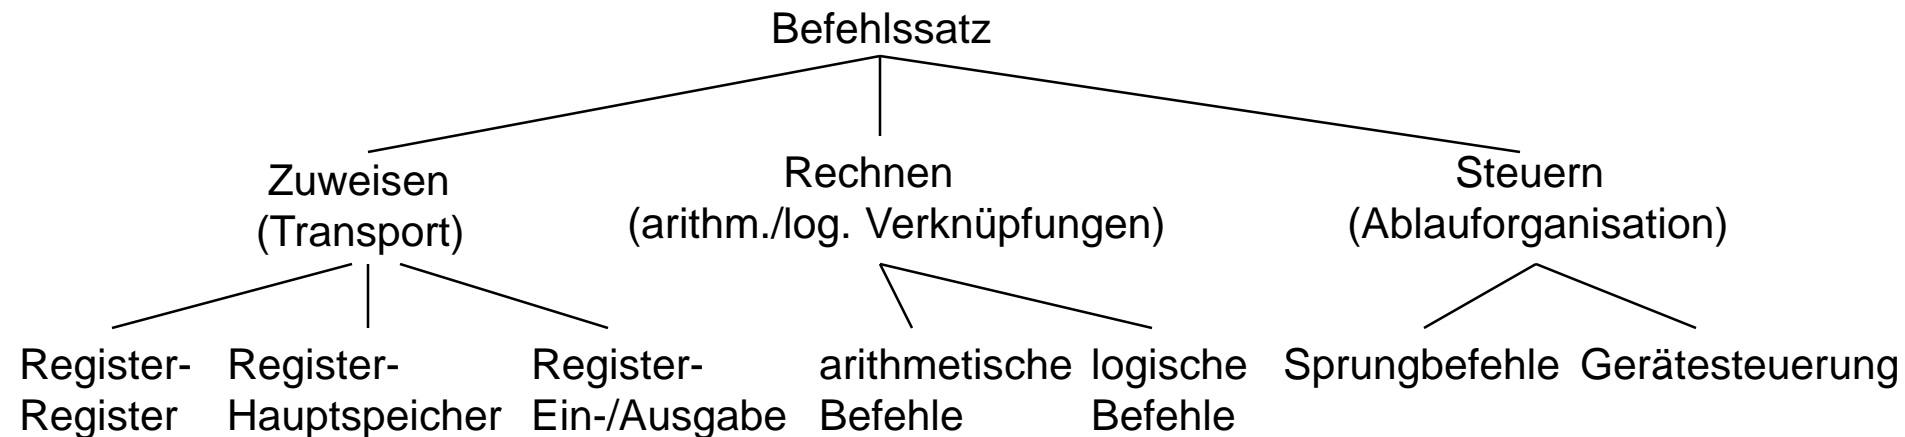 Befehlssatz
Zuweisen
(Transport)
Rechnen
(arithm./log. Verknüpfungen)
Steuern
(Ablauforganisation)
Register-
Register
Register-
Hauptspeicher
Register-
Ein-/Ausgabe
arithmetische
Befehle
logische
Befehle
Sprungbefehle
Gerätesteuerung